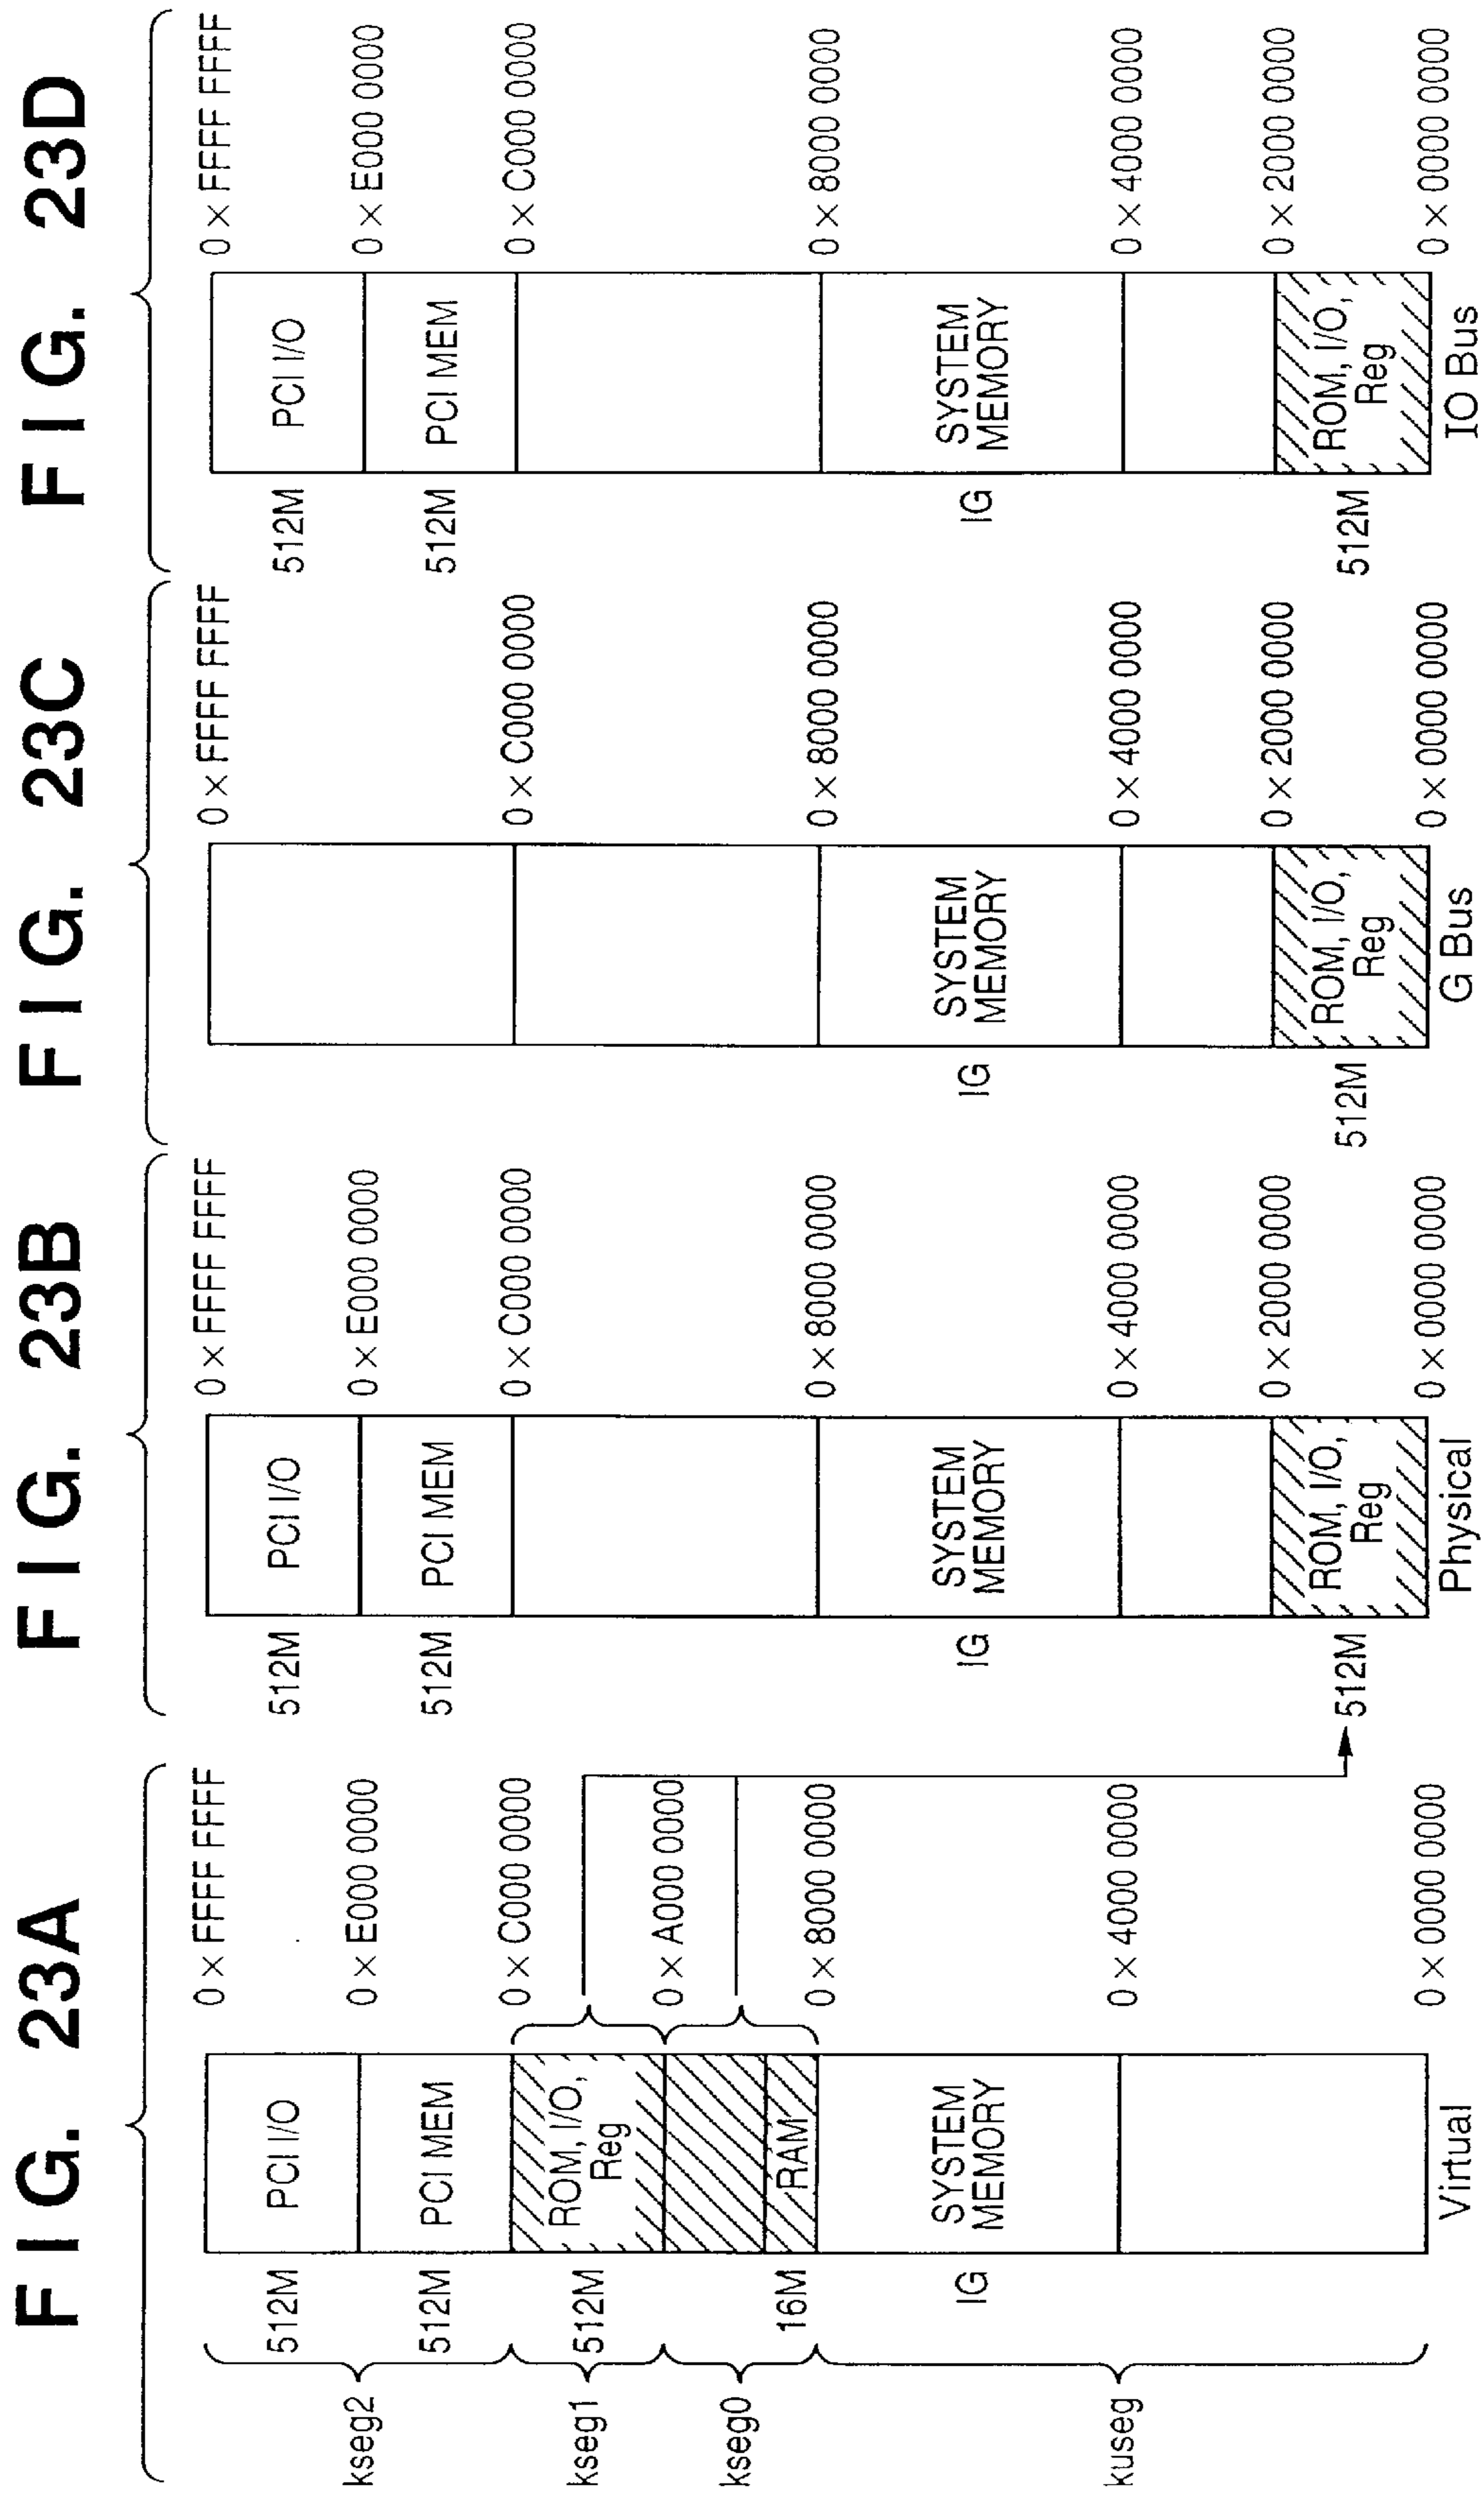 FIG. 23A
kseg2
kseg1
kseg0
kuseg
512M
512M
512M
16M
IG
PCI I/O
PCI MEM
ROM, I/O,
Reg
RAM
SYSTEM
MEMORY
Virtual
0×FFFF FFFF
0×E000 0000
0×C000 0000
0×A000 0000
0×8000 0000
0×4000 0000
0×0000 0000
FIG. 23B
512M
512M
IG
512M
PCI I/O
PCI MEM
SYSTEM
MEMORY
ROM, I/O,
Reg
Physical
0×FFFF FFFF
0×E000 0000
0×C000 0000
0×8000 0000
0×4000 0000
0×2000 0000
0×0000 0000
FIG. 23C
IG
512M
SYSTEM
MEMORY
ROM, I/O,
Reg
G Bus
0×FFFF FFFF
0×C000 0000
0×8000 0000
0×4000 0000
0×2000 0000
0×0000 0000
FIG. 23D
512M
512M
IG
512M
PCI I/O
PCI MEM
SYSTEM
MEMORY
ROM, I/O,
Reg
IO Bus
0×FFFF FFFF
0×E000 0000
0×C000 0000
0×8000 0000
0×4000 0000
0×2000 0000
0×0000 0000